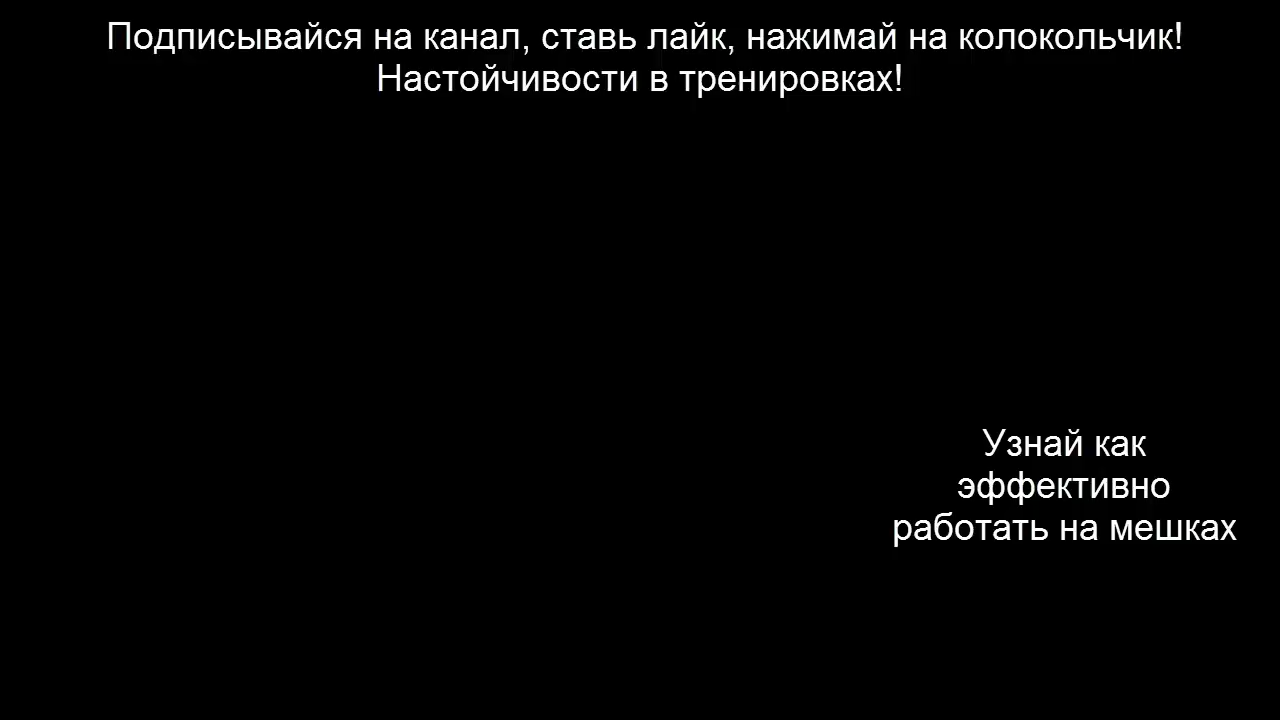 Подписывайся на канал, ставь лайк, нажимай на колокольчик!
Настойчивости в тренировках!
Узнай как
эффективно
работать на мешках